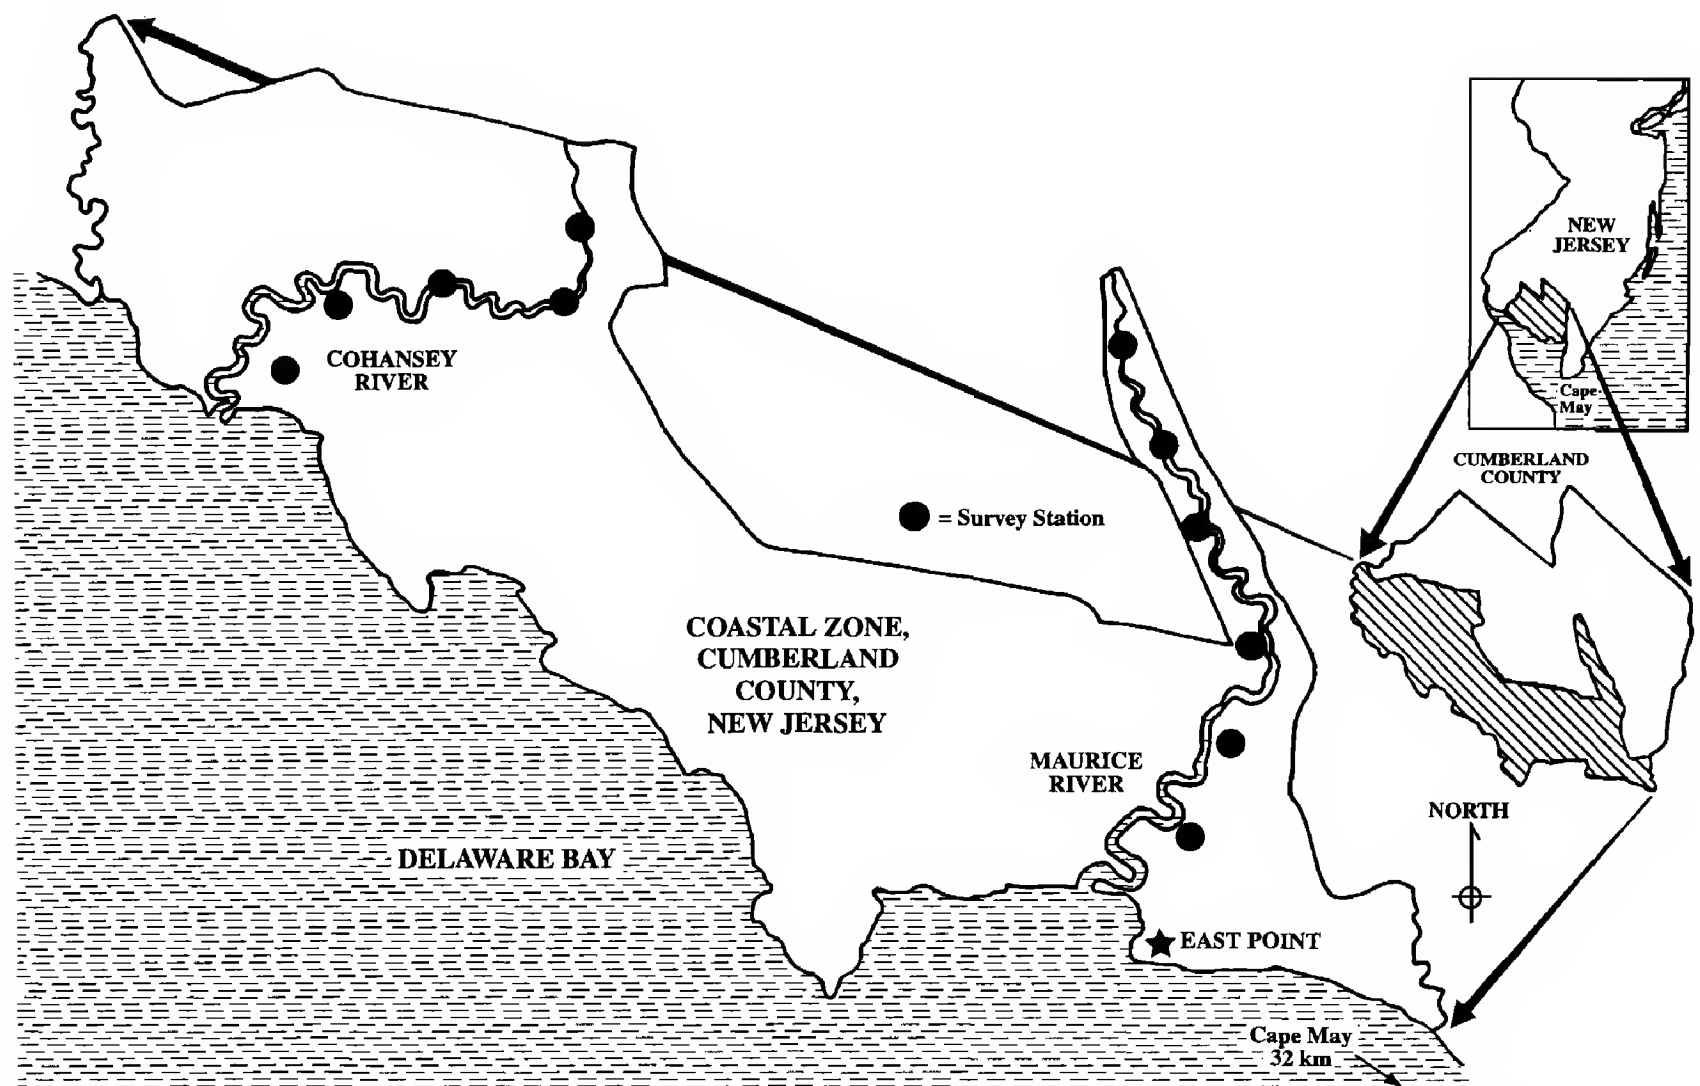 NEW
JERSEY
Cape
May
COHANSEY
RIVER
CUMBERLAND
COUNTY
= Survey Station
COASTAL ZONE,
CUMBERLAND
COUNTY,
NEW JERSEY
MAURICE
RIVER
NORTH
DELAWARE BAY
EAST POINT
Cape May
32 km